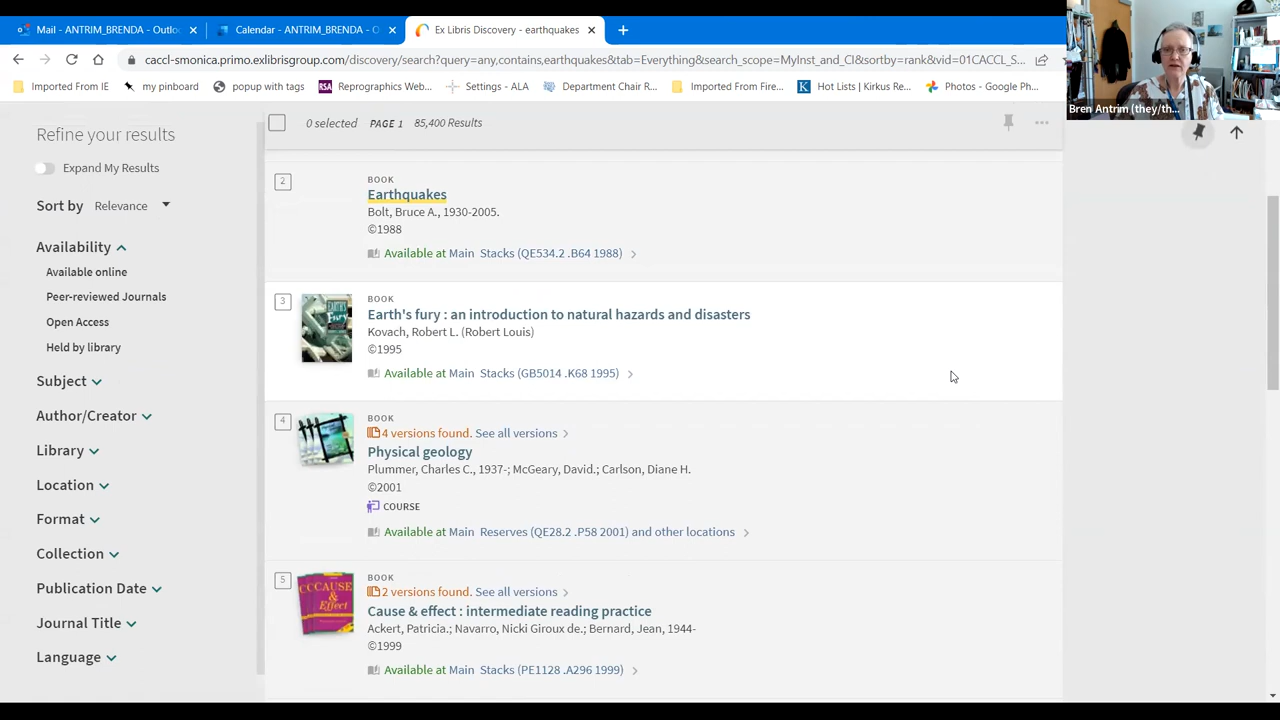 Mail - ANTRIM_BRENDA - Outlo
Calendar - ANTRIM_BRENDA - O
Ex Libris Discovery - earthquakes
caccl-smonica.primo.exlibrisgroup.com/discovery/search?query=any,contains,earthquakes&tab=Everything&search_scope=MyInst_and_CI&sortby=rank&vid=01CACCL_S...
Imported From IE
my pinboard
popup with tags
RSA
Reprographics Web...
Settings - ALA
Department Chair R...
Imported From Fire...
K
Hot Lists | Kirkus Re...
Photos - Google Ph...
Bren Antrim (they/th...
Refine your results
Expand My Results
Sort by Relevance
Availability
Available online
Peer-reviewed Journals
Open Access
Held by library
Subject
Author/Creator
Library
Location
Format
Collection
Publication Date
Journal Title
Language
0 selected PAGE 1 85,400 Results
2
BOOK
Earthquakes
Bolt, Bruce A., 1930-2005.
©1988
Available at Main Stacks (QE534.2 .B64 1988)
3
EARTH'S
Fury
BOOK
Earth's fury : an introduction to natural hazards and disasters
Kovach, Robert L. (Robert Louis)
©1995
Available at Main Stacks (GB5014 .K68 1995)
4
BOOK
4 versions found. See all versions
Physical geology
Plummer, Charles C., 1937-; McGeary, David.; Carlson, Diane H.
©2001
COURSE
Available at Main Reserves (QE28.2 .P58 2001) and other locations
5
CAUSE
& Effect
BOOK
2 versions found. See all versions
Cause & effect : intermediate reading practice
Ackert, Patricia.; Navarro, Nicki Giroux de.; Bernard, Jean, 1944-
©1999
Available at Main Stacks (PE1128 .A296 1999)